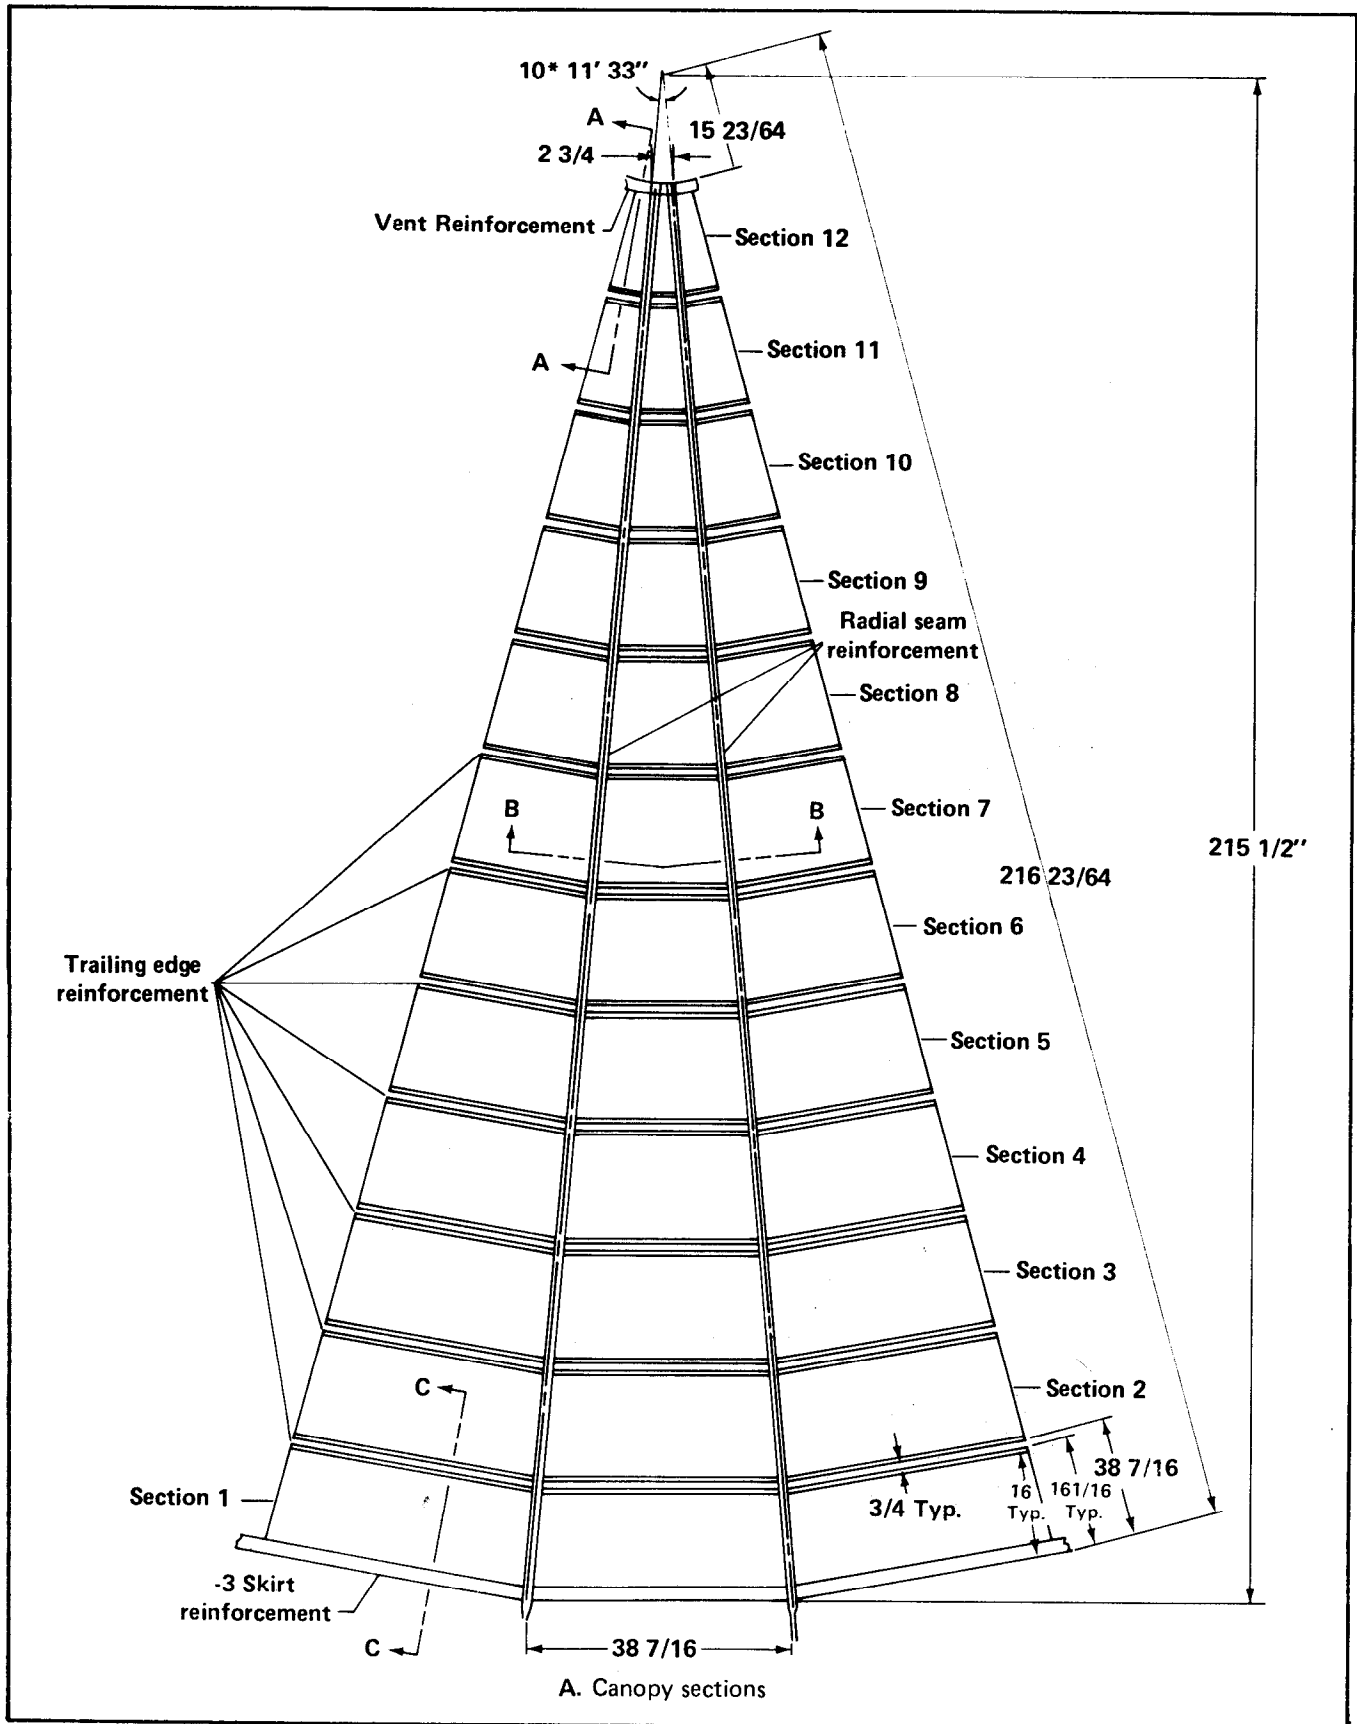 10* 11' 33"
A
15 23/64
2 3/4
Vent Reinforcement
Section 12
Section 11
A
Section 10
Section 9
Radial seam
reinforcement
Section 8
B
B
Section 7
215 1/2"
216 23/64
Section 6
Trailing edge
reinforcement
Section 5
Section 4
Section 3
C
Section 2
38 7/16
Section 1
3/4 Typ.
16
Typ.
161/16
Typ.
-3 Skirt
reinforcement
C
38 7/16
A. Canopy sections